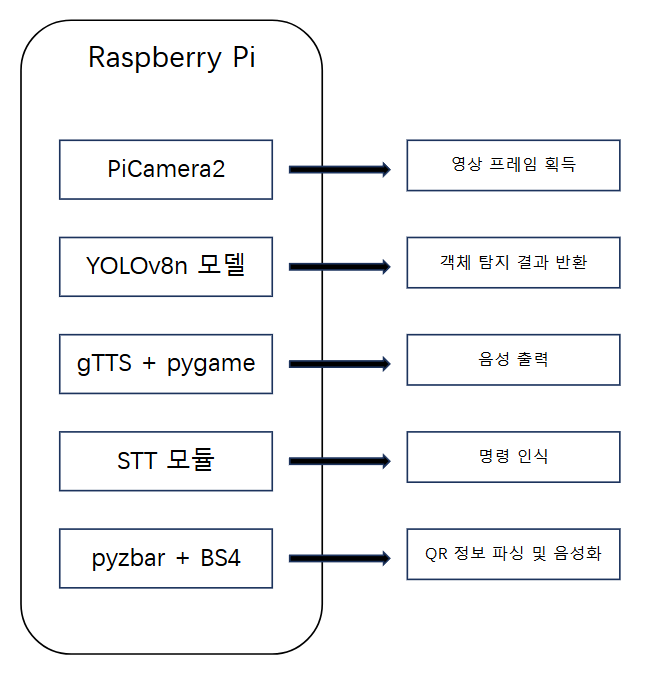 Raspberry Pi
PiCamera2
영상 프레임 획득
YOLOv8n 모델
객체 탐지 결과 반환
gTTS + pygame
음성 출력
STT 모듈
명령 인식
pyzbar + BS4
QR 정보 파싱 및 음성화